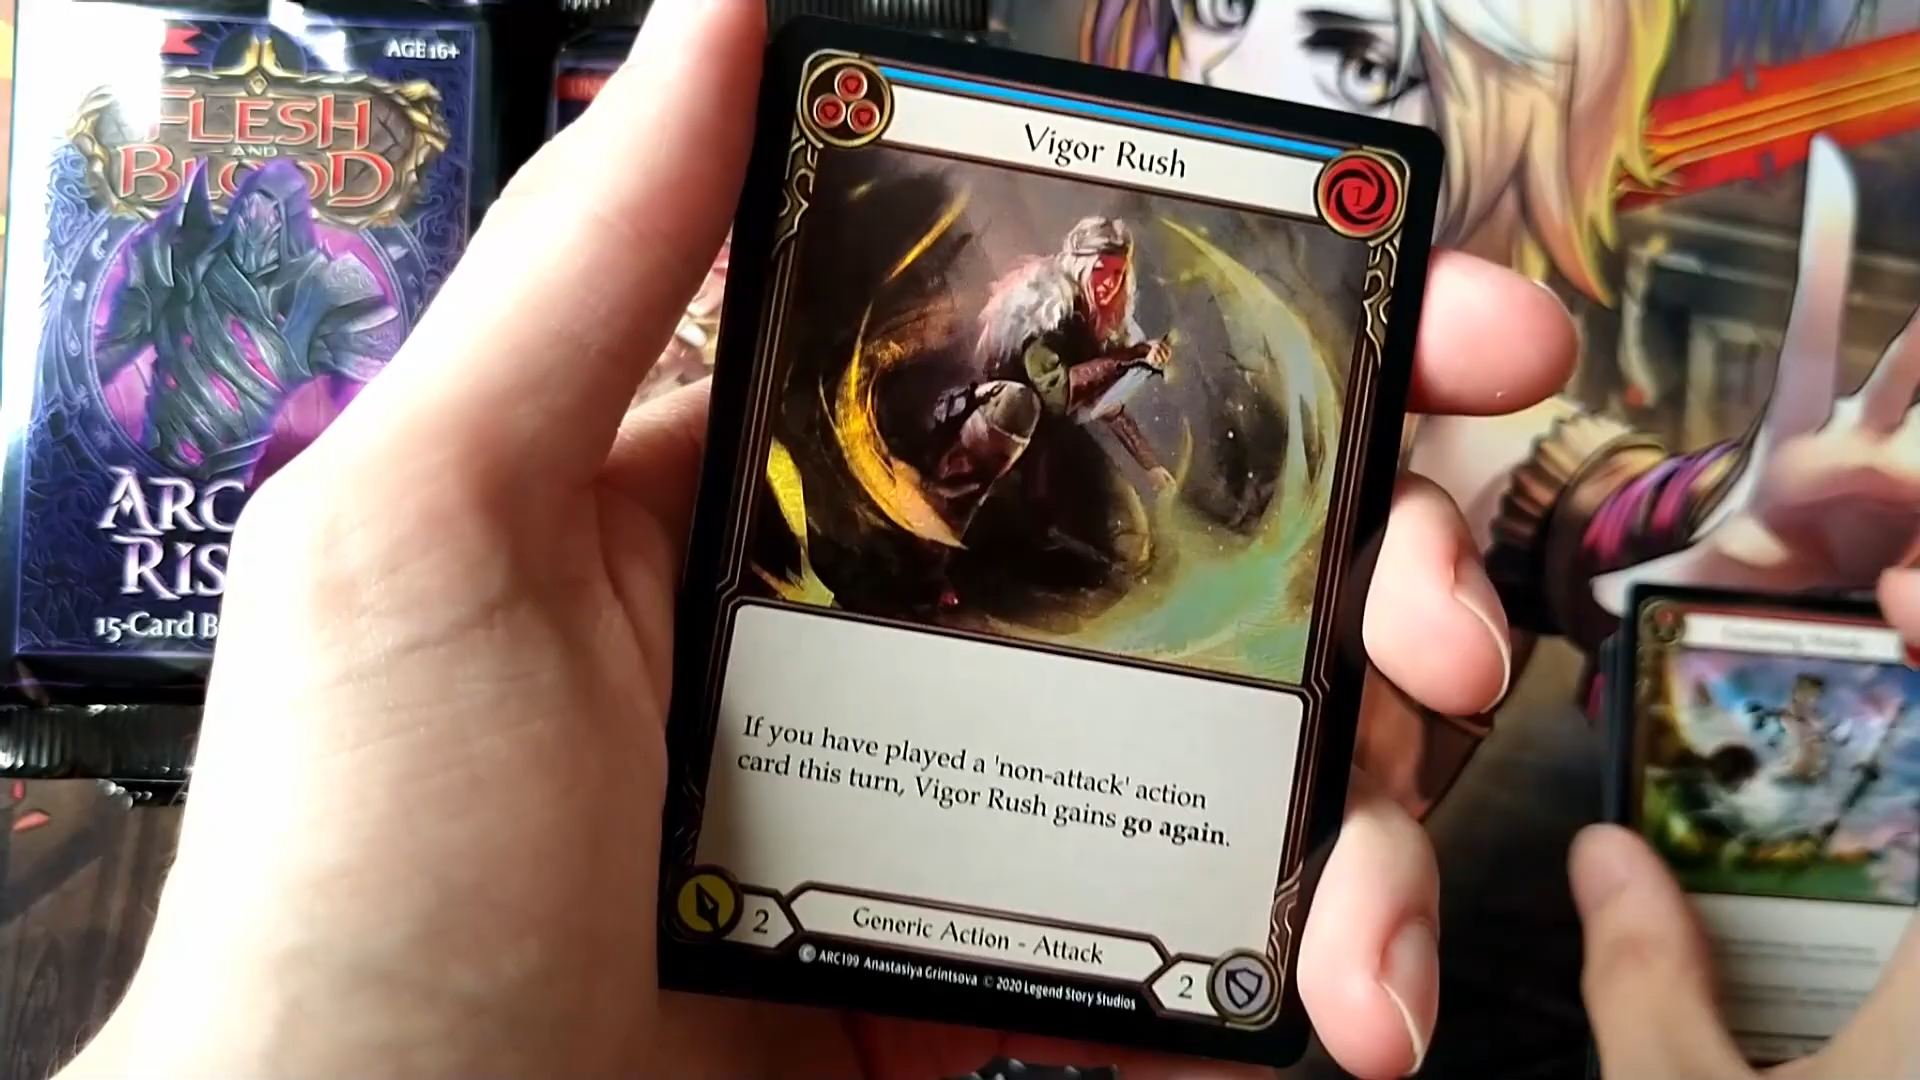 AGE 16+
FLESH
AND
BLOOD
ARC
RIS
15-Card B
UN
Vigor Rush
1
If you have played a 'non-attack' action
card this turn, Vigor Rush gains go again.
2
Generic Action - Attack
2
C ARC199 Anastasiya Grintsova © 2020 Legend Story Studios